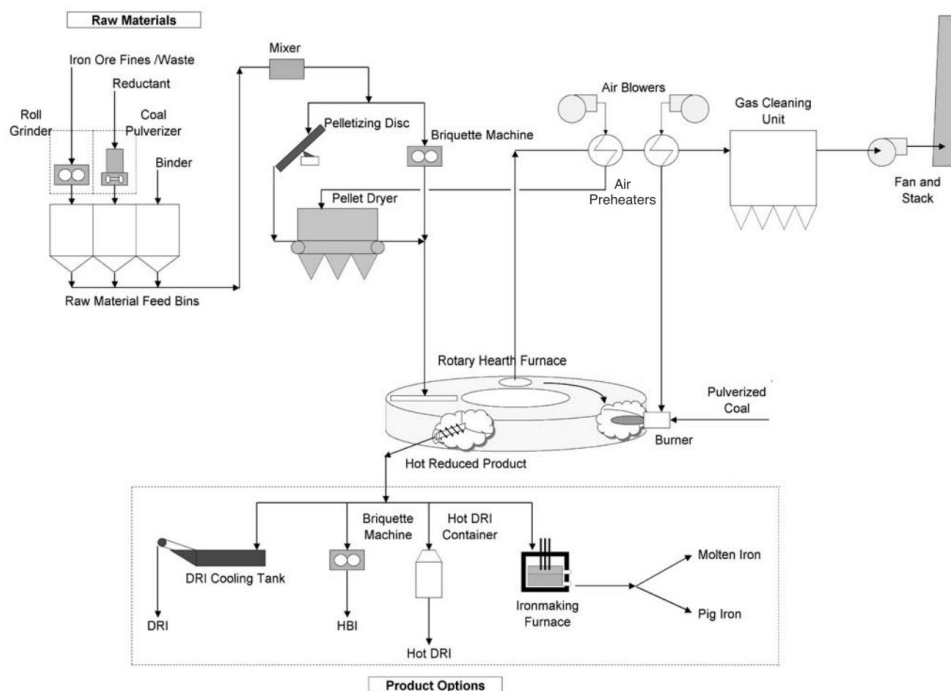 Raw Materials
Iron Ore Fines /Waste
Reductant
Roll
Grinder
Coal
Pulverizer
Binder
Raw Material Feed Bins
Mixer
Pelletizing Disc
Briquette Machine
Pellet Dryer
Air Blowers
Air
Preheaters
Gas Cleaning
Unit
Fan and
Stack
Rotary Hearth Furnace
Pulverized
Coal
Burner
Hot Reduced Product
Briquette
Machine
Hot DRI
Container
DRI Cooling Tank
Ironmaking
Furnace
Molten Iron
Pig Iron
DRI
HBI
Hot DRI
Product Options